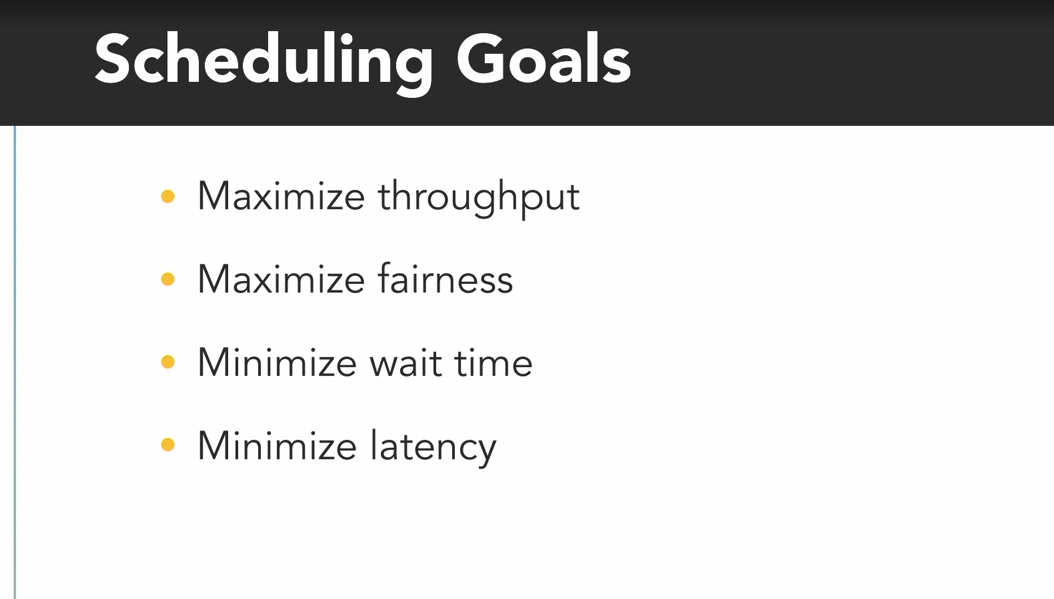 Scheduling Goals
Maximize throughput
Maximize fairness
Minimize wait time
Minimize latency